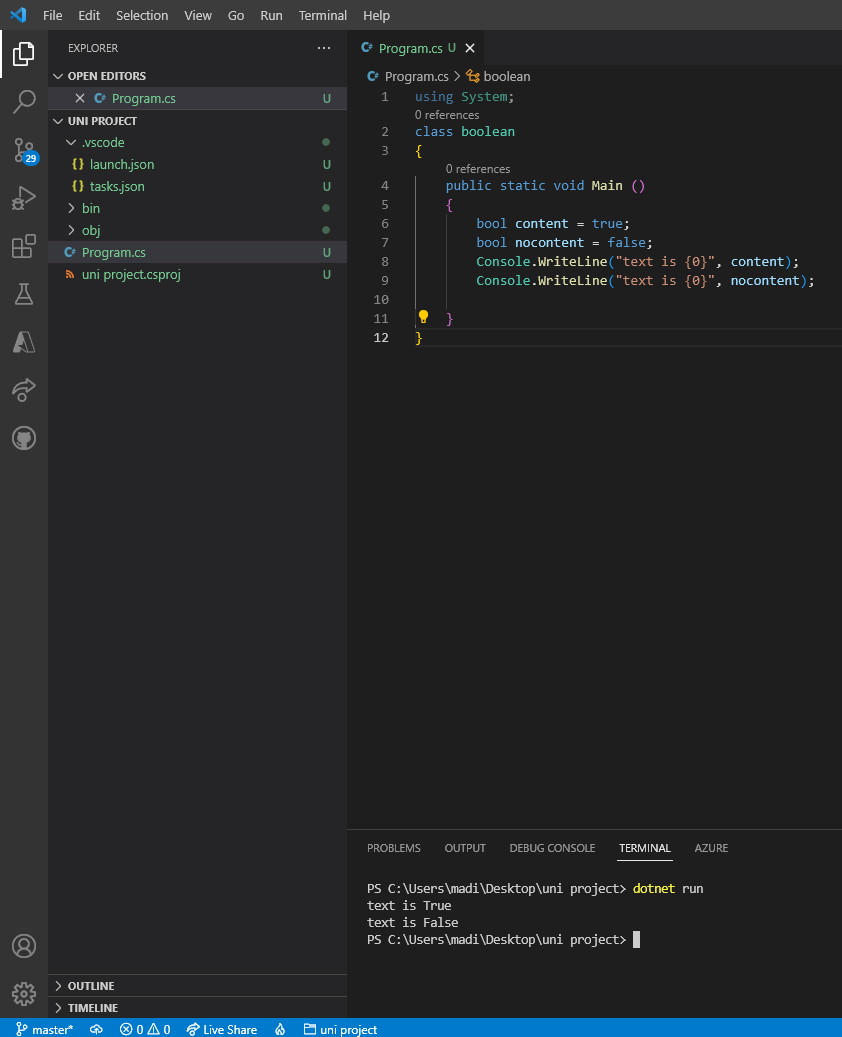 File Edit Selection View Go Run Terminal Help
EXPLORER ...
OPEN EDITORS
Program.cs U
UNI PROJECT
.vscode
{} launch.json U
{} tasks.json U
bin
obj
C# Program.cs U
uni project.csproj U
OUTLINE
TIMELINE
29
C# Program.cs U
C# Program.cs > boolean
1 using System;
0 references
2 class boolean
3 {
0 references
4 public static void Main ()
5 {
6 bool content = true;
7 bool nocontent = false;
8 Console.WriteLine("text is {0}", content);
9 Console.WriteLine("text is {0}", nocontent);
10
11 }
12 }
PROBLEMS OUTPUT DEBUG CONSOLE TERMINAL AZURE
PS C:\Users\madi\Desktop\uni project> dotnet run
text is True
text is False
PS C:\Users\madi\Desktop\uni project>
master* 0 0 Live Share uni project